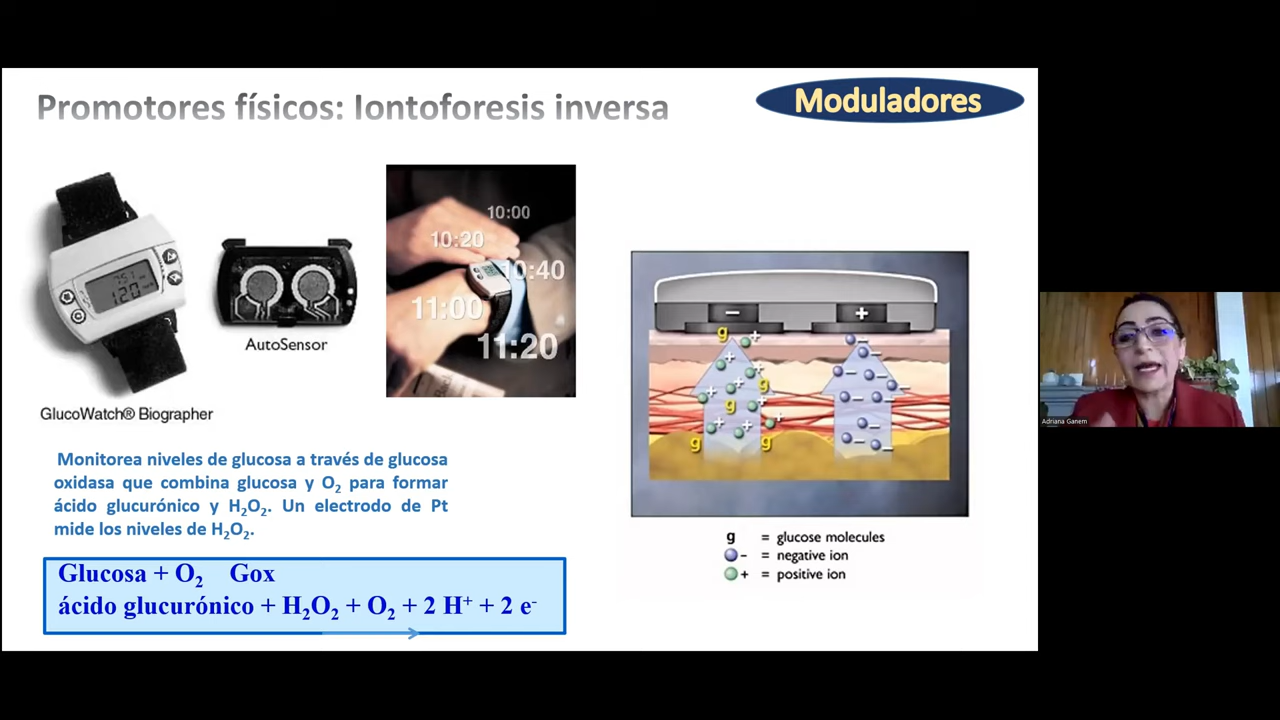 Promotores físicos: Iontoforesis inversa
Moduladores
10:00
10:20
10:40
11:00
11:20
120
AutoSensor
GlucoWatch® Biographer
Monitorea niveles de glucosa a través de glucosa
oxidasa que combina glucosa y O₂ para formar
ácido glucurónico y H₂O₂. Un electrodo de Pt
mide los niveles de H₂O₂.
Glucosa + O₂ Gox
ácido glucurónico + H₂O₂ + O₂ + 2 H⁺ + 2 e⁻
− +
g +
g
g
g g
g = glucose molecules
− = negative ion
+ = positive ion
Adriana Ganem